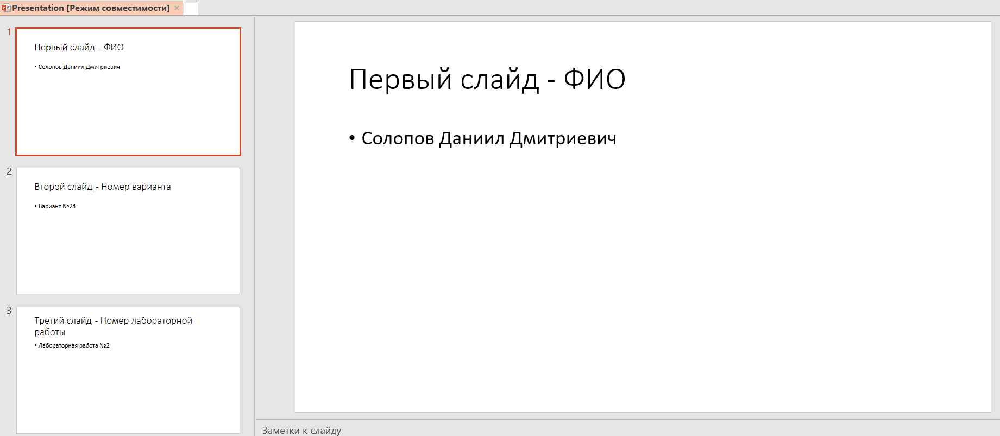 Presentation [Режим совместимости]
1
Первый слайд - ФИО
• Солопов Даниил Дмитриевич
2
Второй слайд - Номер варианта
• Вариант №24
3
Третий слайд - Номер лабораторной
работы
• Лабораторная работа №2
Первый слайд - ФИО
• Солопов Даниил Дмитриевич
Заметки к слайду